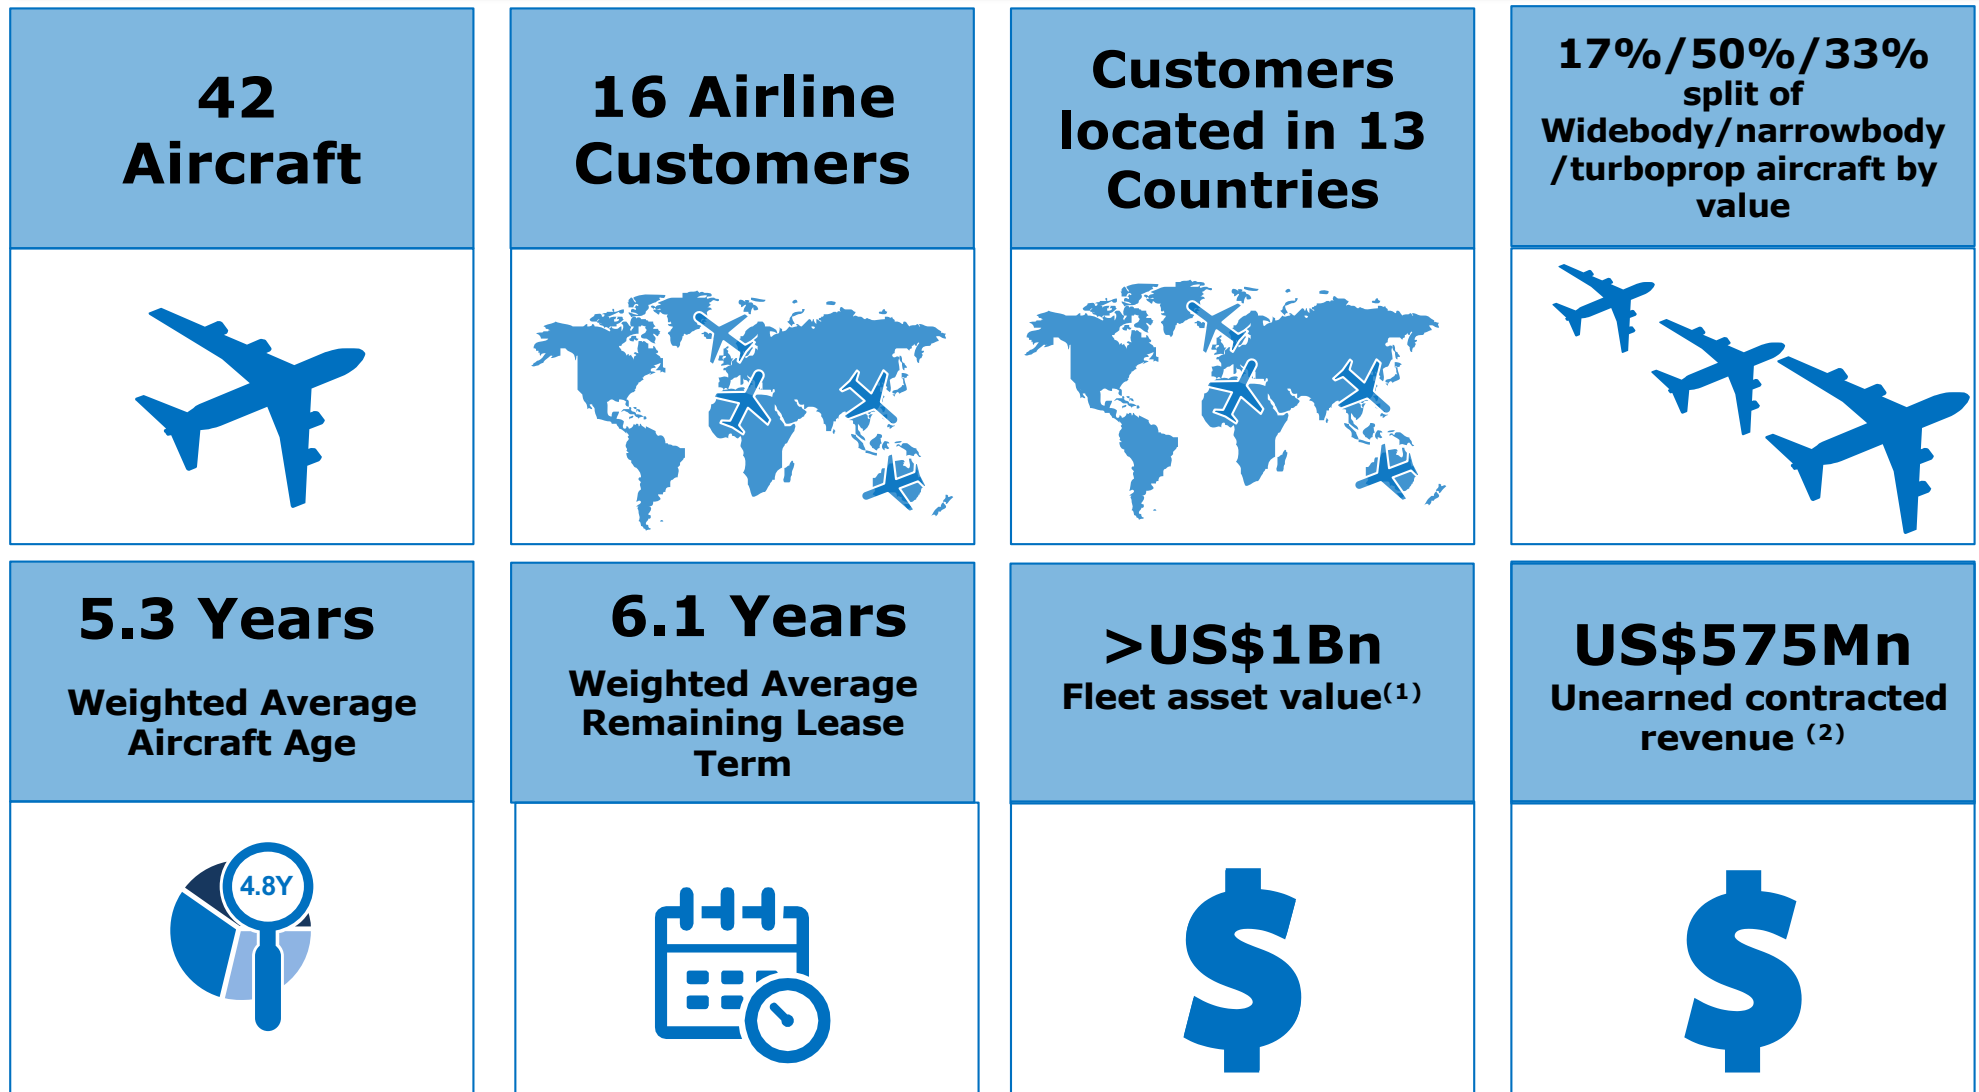 42
Aircraft
16 Airline
Customers
Customers
located in 13
Countries
17%/50%/33%
split of
Widebody/narrowbody
/turboprop aircraft by
value
5.3 Years
Weighted Average
Aircraft Age
4.8Y
6.1 Years
Weighted Average
Remaining Lease
Term
>US$1Bn
Fleet asset value(1)
US$575Mn
Unearned contracted
revenue (2)